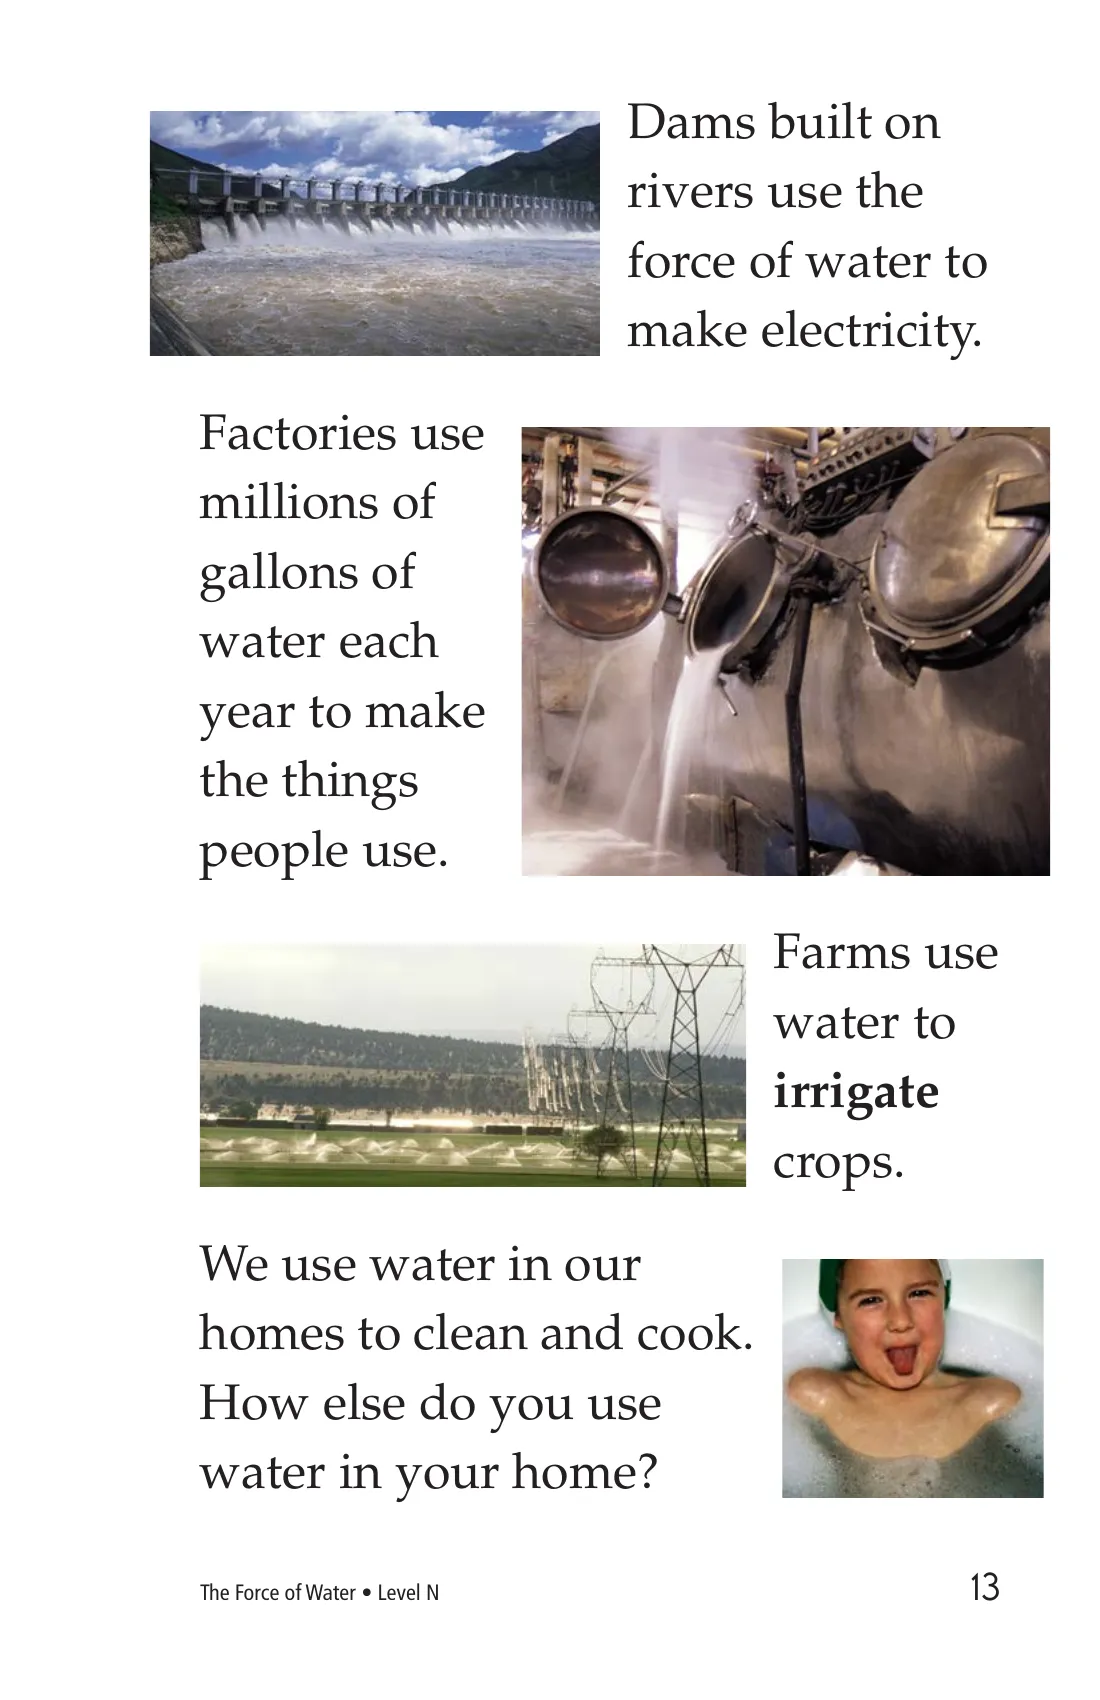 Dams built on
rivers use the
force of water to
make electricity.
Factories use
millions of
gallons of
water each
year to make
the things
people use.
Farms use
water to
irrigate
crops.
We use water in our
homes to clean and cook.
How else do you use
water in your home?
The Force of Water • Level N
13